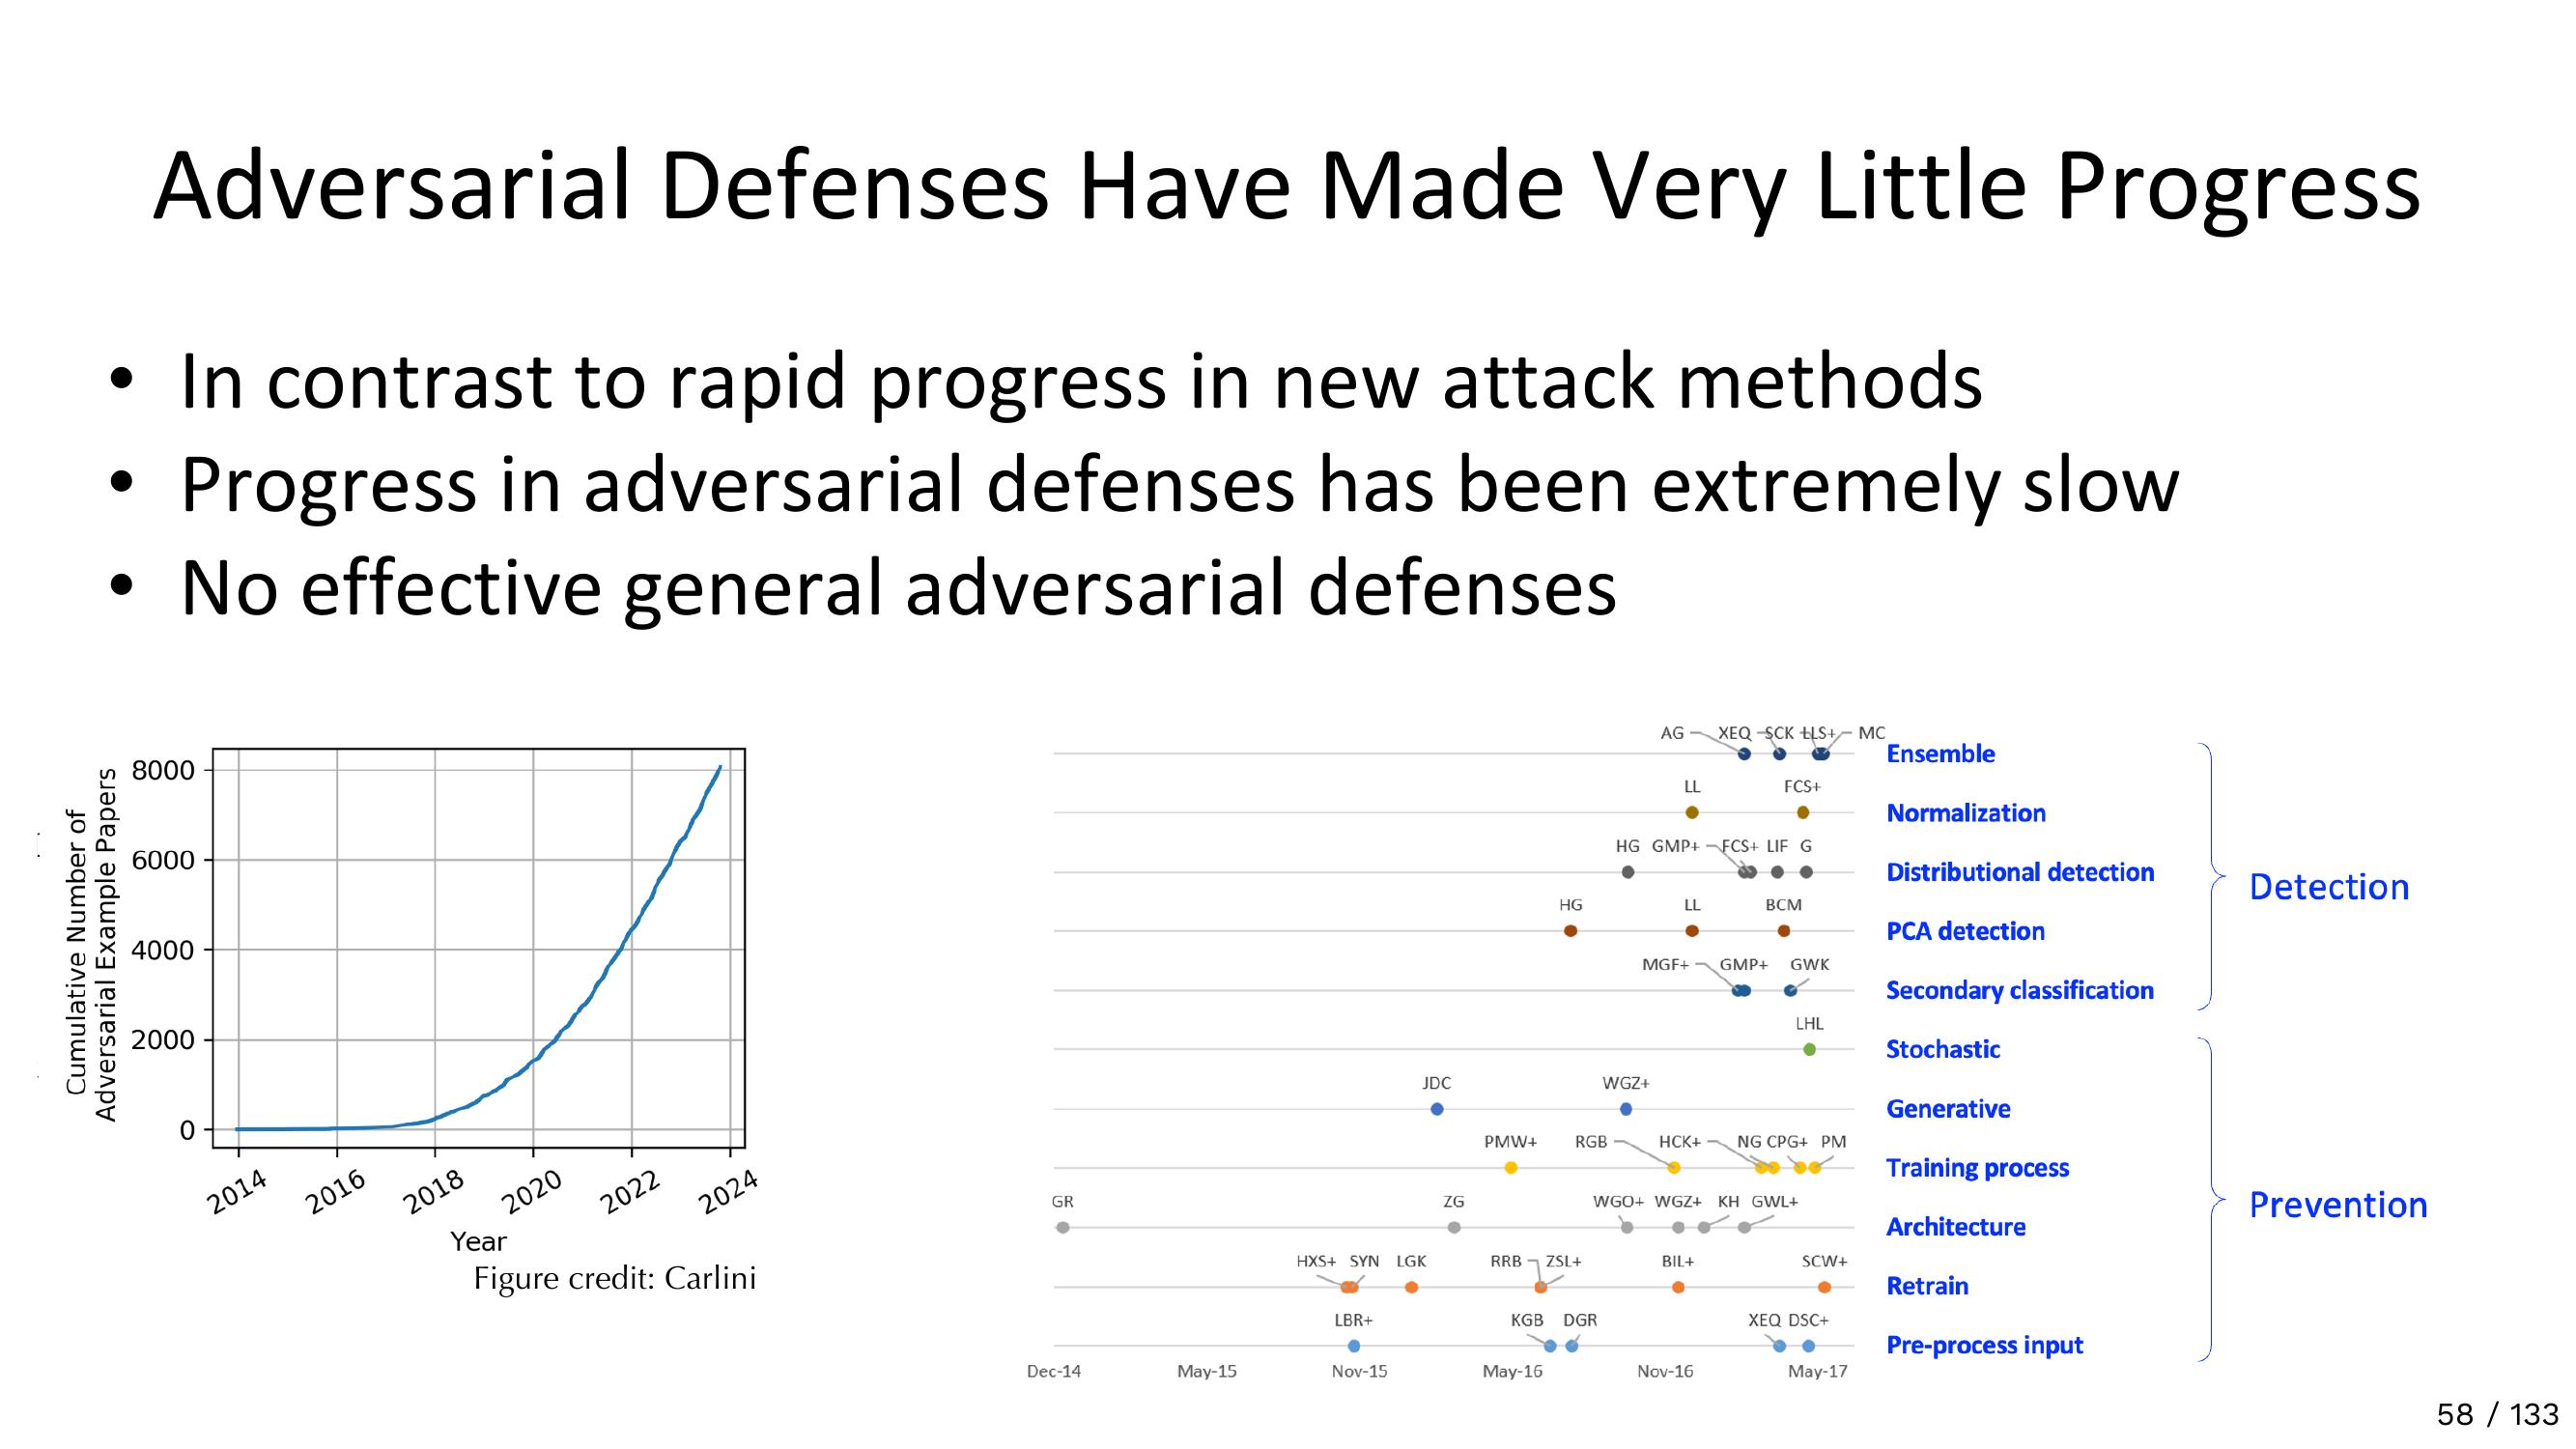 Adversarial Defenses Have Made Very Little Progress
• In contrast to rapid progress in new attack methods
• Progress in adversarial defenses has been extremely slow
• No effective general adversarial defenses
Cumulative Number of
Adversarial Example Papers
8000
6000
4000
2000
0
2014 2016 2018 2020 2022 2024
Year
Figure credit: Carlini
AG XEQ SCK LLS+ MC
Ensemble
LL FCS+
Normalization
HG GMP+ FCS+ LIF G
Distributional detection
HG LL BCM
PCA detection
MGF+ GMP+ GWK
Secondary classification
Detection
LHL
Stochastic
JDC WGZ+
Generative
PMW+ RGB HCK+ NG CPG+ PM
Training process
GR ZG WGO+ WGZ+ KH GWL+
Architecture
HXS+ SYN LGK RRB ZSL+ BIL+ SCW+
Retrain
LBR+ KGB DGR XEQ DSC+
Pre-process input
Prevention
Dec-14 May-15 Nov-15 May-16 Nov-16 May-17
58 / 133